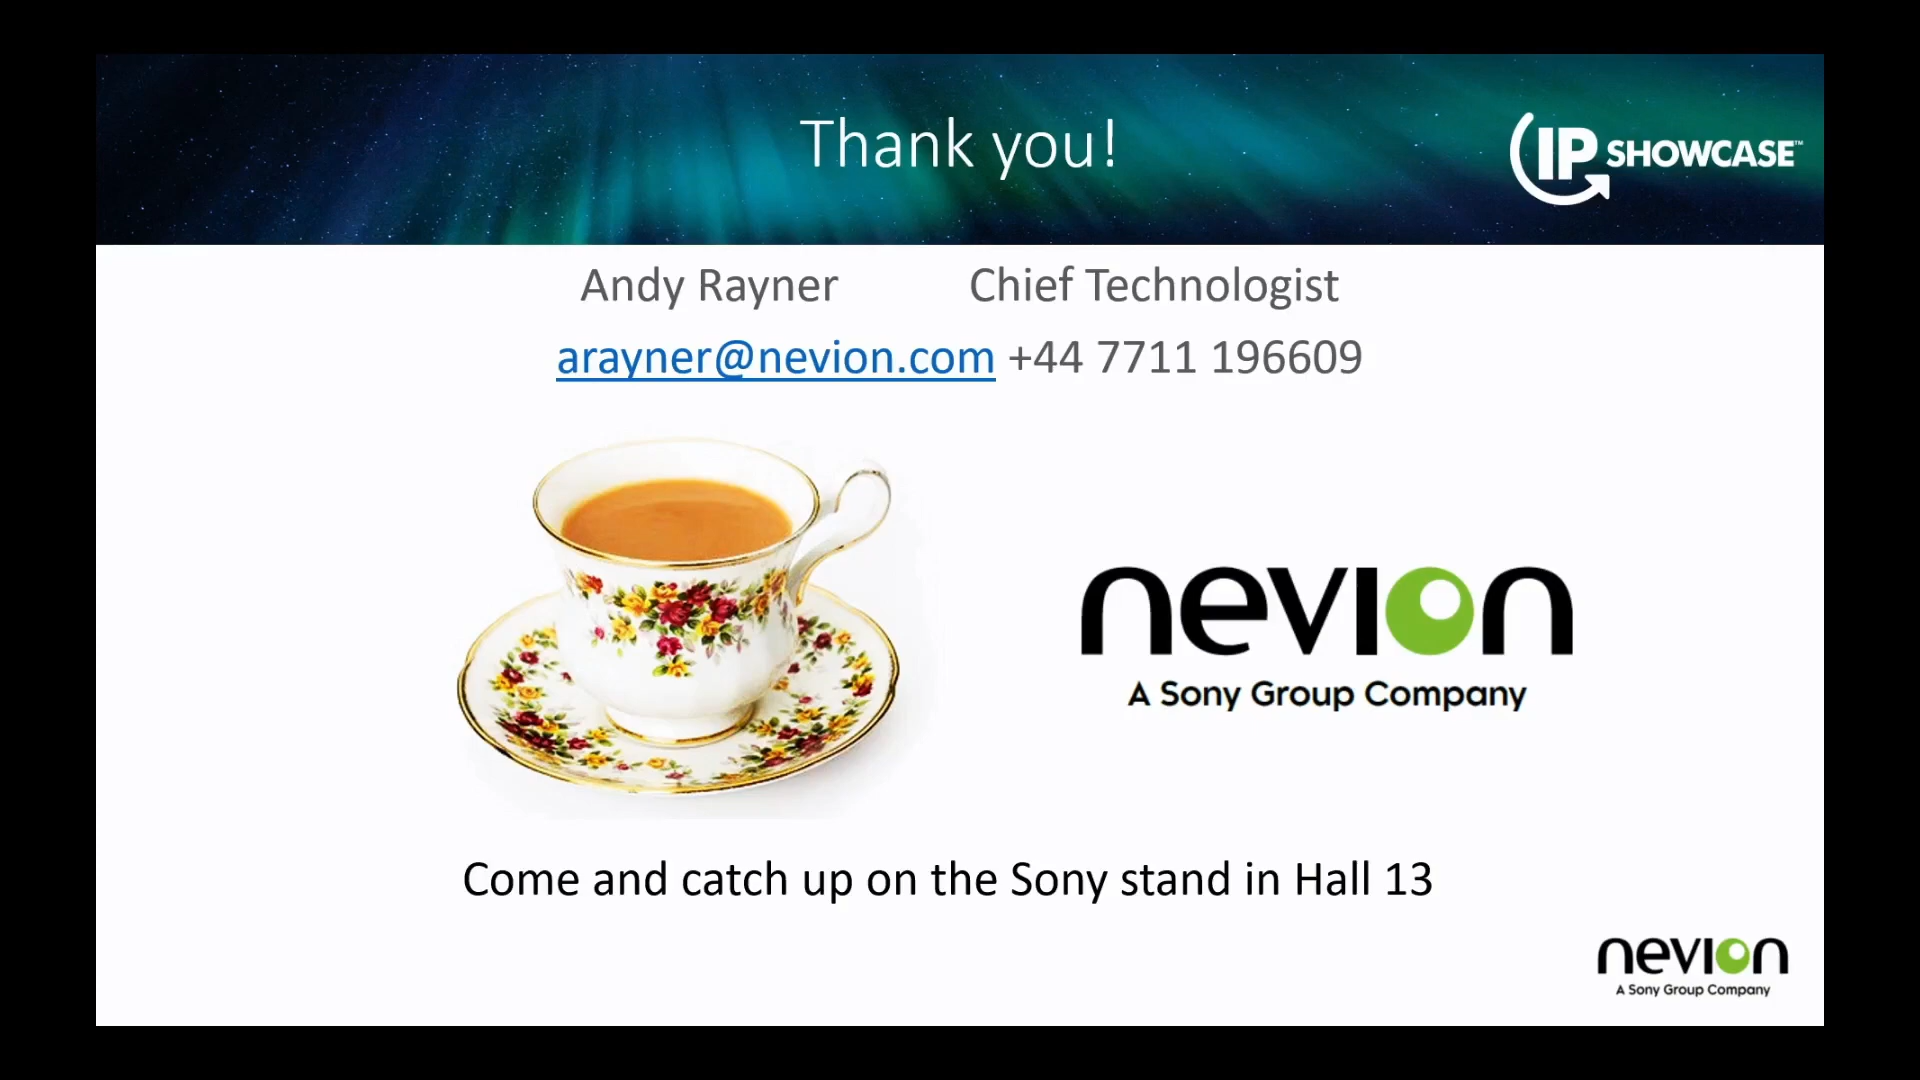 Thank you!
IP SHOWCASE™
Andy Rayner Chief Technologist
arayner@nevion.com +44 7711 196609
nevion
A Sony Group Company
Come and catch up on the Sony stand in Hall 13
nevion
A Sony Group Company